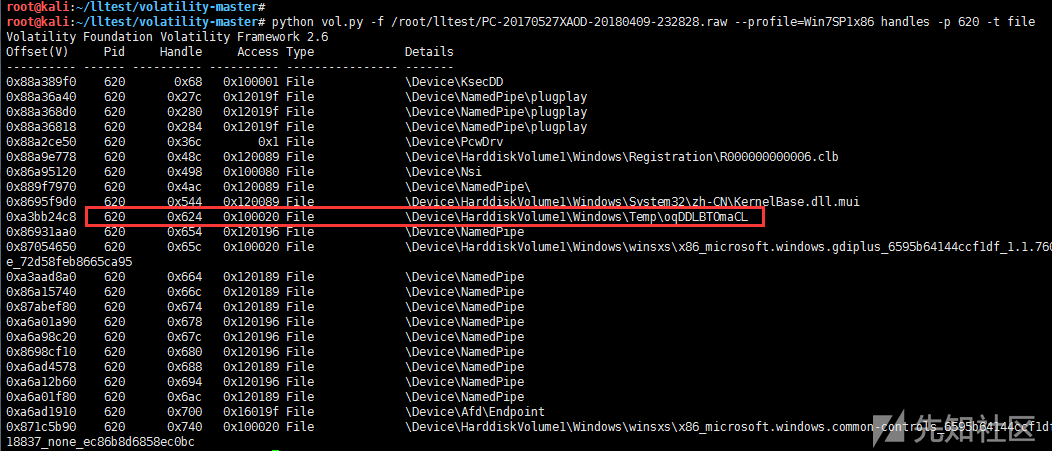 root@kali:~/lltest/volatility-master#
root@kali:~/lltest/volatility-master# python vol.py -f /root/lltest/PC-20170527XAOD-20180409-232828.raw --profile=Win7SP1x86 handles -p 620 -t file
Volatility Foundation Volatility Framework 2.6
Offset(V) Pid Handle Access Type Details
---------- ------ ---------- ---------- ---------------- -------
0x88a389f0 620 0x68 0x100001 File \Device\KsecDD
0x88a36a40 620 0x27c 0x12019f File \Device\NamedPipe\plugplay
0x88a368d0 620 0x280 0x12019f File \Device\NamedPipe\plugplay
0x88a36818 620 0x284 0x12019f File \Device\NamedPipe\plugplay
0x88a2ce50 620 0x36c 0x1 File \Device\PcwDrv
0x88a9e778 620 0x48c 0x120089 File \Device\HarddiskVolume1\Windows\Registration\R000000000006.clb
0x86a95120 620 0x498 0x100080 File \Device\Nsi
0x889f7970 620 0x4ac 0x120089 File \Device\NamedPipe\
0x8695f9d0 620 0x544 0x120089 File \Device\HarddiskVolume1\Windows\System32\zh-CN\KernelBase.dll.mui
0xa3bb24c8 620 0x624 0x100020 File \Device\HarddiskVolume1\Windows\Temp\oqDDLBTOmaCL
0x86931aa0 620 0x654 0x120196 File \Device\NamedPipe
0x87054650 620 0x65c 0x100020 File \Device\HarddiskVolume1\Windows\winsxs\x86_microsoft.windows.gdiplus_6595b64144ccf1df_1.1.760
e_72d58feb8665ca95
0xa3aad8a0 620 0x664 0x120189 File \Device\NamedPipe
0x86a15740 620 0x66c 0x120189 File \Device\NamedPipe
0x87abef80 620 0x674 0x120189 File \Device\NamedPipe
0xa6a01a90 620 0x678 0x120196 File \Device\NamedPipe
0xa6a98c20 620 0x67c 0x120196 File \Device\NamedPipe
0x8698cf10 620 0x680 0x120196 File \Device\NamedPipe
0xa6ad4578 620 0x688 0x120189 File \Device\NamedPipe
0xa6a12b60 620 0x694 0x120196 File \Device\NamedPipe
0xa6a01f80 620 0x6ac 0x120189 File \Device\NamedPipe
0xa6ad1910 620 0x700 0x16019f File \Device\Afd\Endpoint
0x871c5b90 620 0x740 0x100020 File \Device\HarddiskVolume1\Windows\winsxs\x86_microsoft.windows.common-controls_6595b64144ccf1df
18837_none_ec86b8d6858ec0bc
先知社区